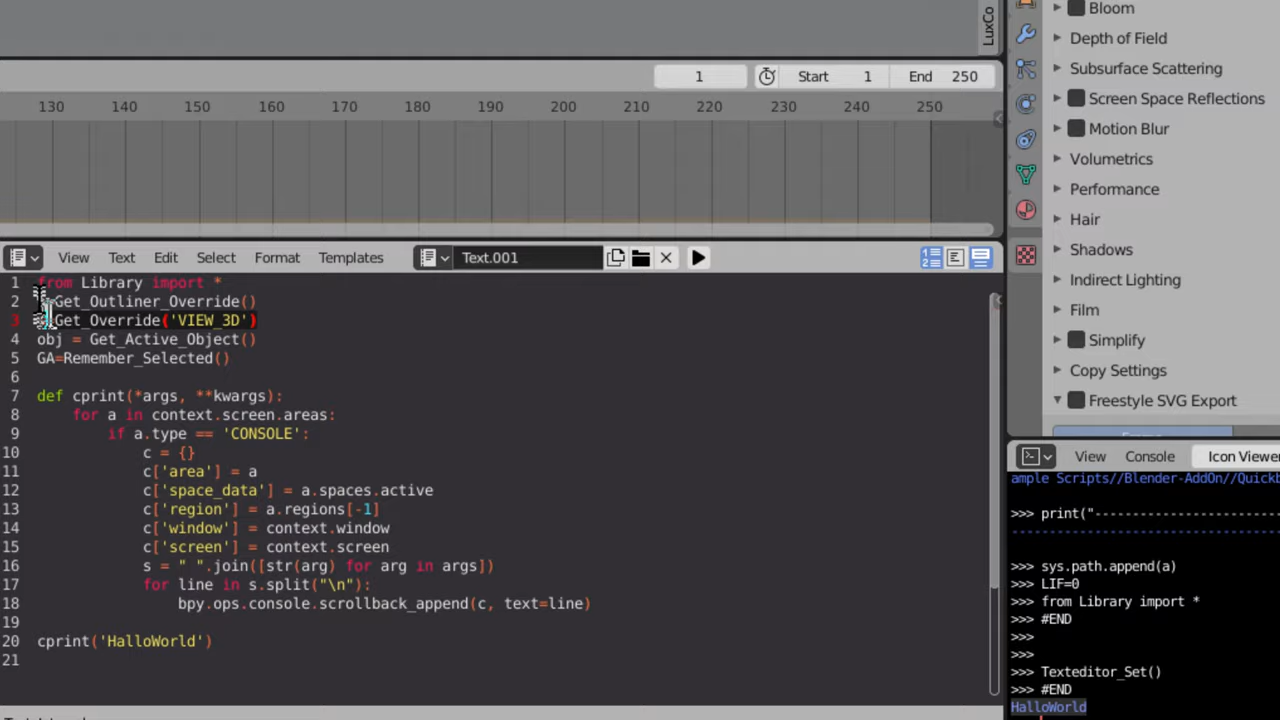 LuxCo
1 Start 1 End 250
130 140 150 160 170 180 190 200 210 220 230 240 250
View Text Edit Select Format Templates Text.001
1 from Library import *
2 Get_Outliner_Override()
3 Get_Override('VIEW_3D')
4 obj = Get_Active_Object()
5 GA=Remember_Selected()
6
7 def cprint(*args, **kwargs):
8 for a in context.screen.areas:
9 if a.type == 'CONSOLE':
10 c = {}
11 c['area'] = a
12 c['space_data'] = a.spaces.active
13 c['region'] = a.regions[-1]
14 c['window'] = context.window
15 c['screen'] = context.screen
16 s = " ".join([str(arg) for arg in args])
17 for line in s.split("\n"):
18 bpy.ops.console.scrollback_append(c, text=line)
19
20 cprint('HalloWorld')
21
Bloom
Depth of Field
Subsurface Scattering
Screen Space Reflections
Motion Blur
Volumetrics
Performance
Hair
Shadows
Indirect Lighting
Film
Simplify
Copy Settings
Freestyle SVG Export
View Console Icon Viewer
ample Scripts//Blender-AddOn//Quickb
>>> print("----------------------------
>>> sys.path.append(a)
>>> LIF=0
>>> from Library import *
>>> #END
>>>
>>>
>>> Texteditor_Set()
>>> #END
HalloWorld